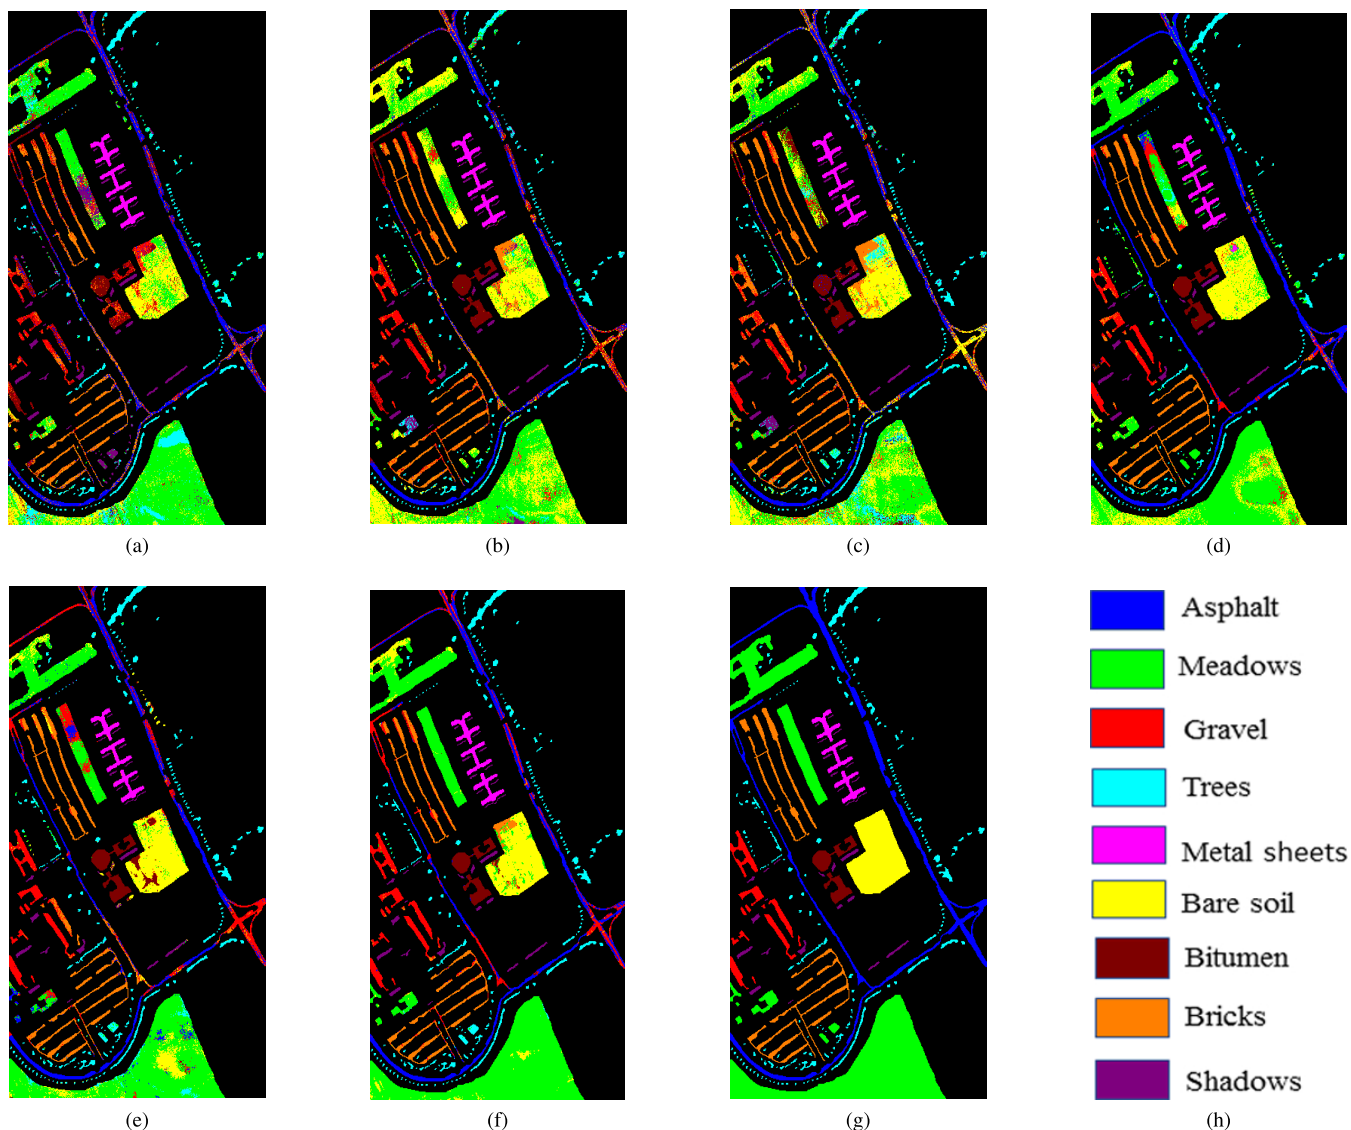 (a)
(b)
(c)
(d)
Asphalt
Meadows
Gravel
Trees
Metal sheets
Bare soil
Bitumen
Bricks
Shadows
(e)
(f)
(g)
(h)